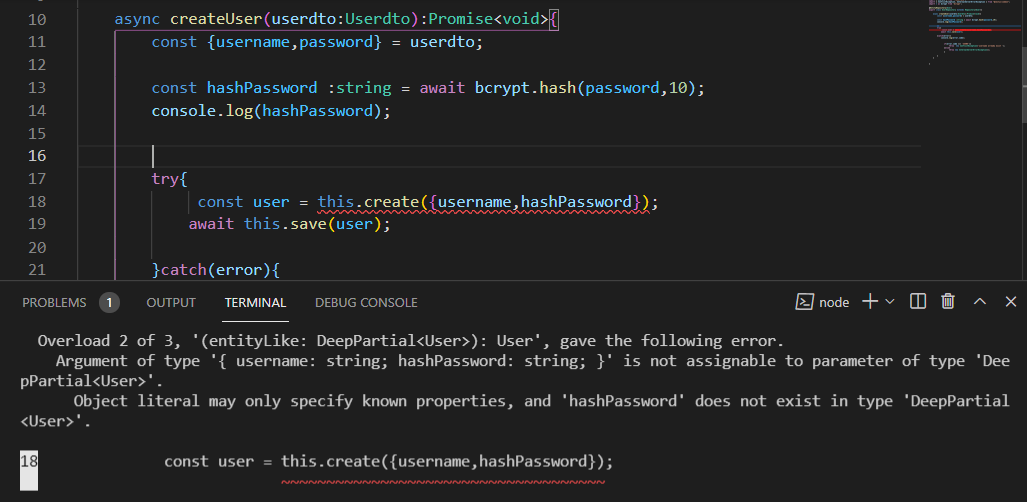 10 async createUser(userdto:Userdto):Promise<void>{
11 const {username,password} = userdto;
12
13 const hashPassword :string = await bcrypt.hash(password,10);
14 console.log(hashPassword);
15
16
17 try{
18 const user = this.create({username,hashPassword});
19 await this.save(user);
20
21 }catch(error){
PROBLEMS 1 OUTPUT TERMINAL DEBUG CONSOLE node
Overload 2 of 3, '(entityLike: DeepPartial<User>): User', gave the following error.
Argument of type '{ username: string; hashPassword: string; }' is not assignable to parameter of type 'Dee
pPartial<User>'.
Object literal may only specify known properties, and 'hashPassword' does not exist in type 'DeepPartial
<User>'.
18 const user = this.create({username,hashPassword});